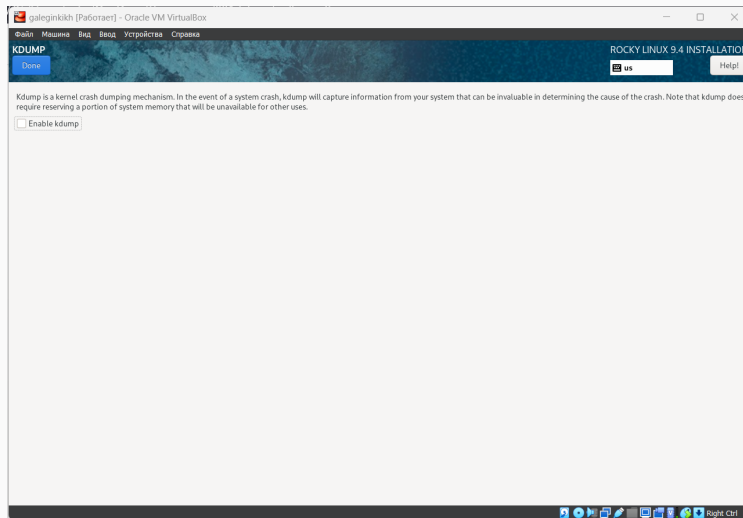 galeginkikh [Работает] - Oracle VM VirtualBox
Файл Машина Вид Ввод Устройства Справка
KDUMP
ROCKY LINUX 9.4 INSTALLATIO
Done
us
Help!
Kdump is a kernel crash dumping mechanism. In the event of a system crash, kdump will capture information from your system that can be invaluable in determining the cause of the crash. Note that kdump does
require reserving a portion of system memory that will be unavailable for other uses.
Enable kdump
Right Ctrl